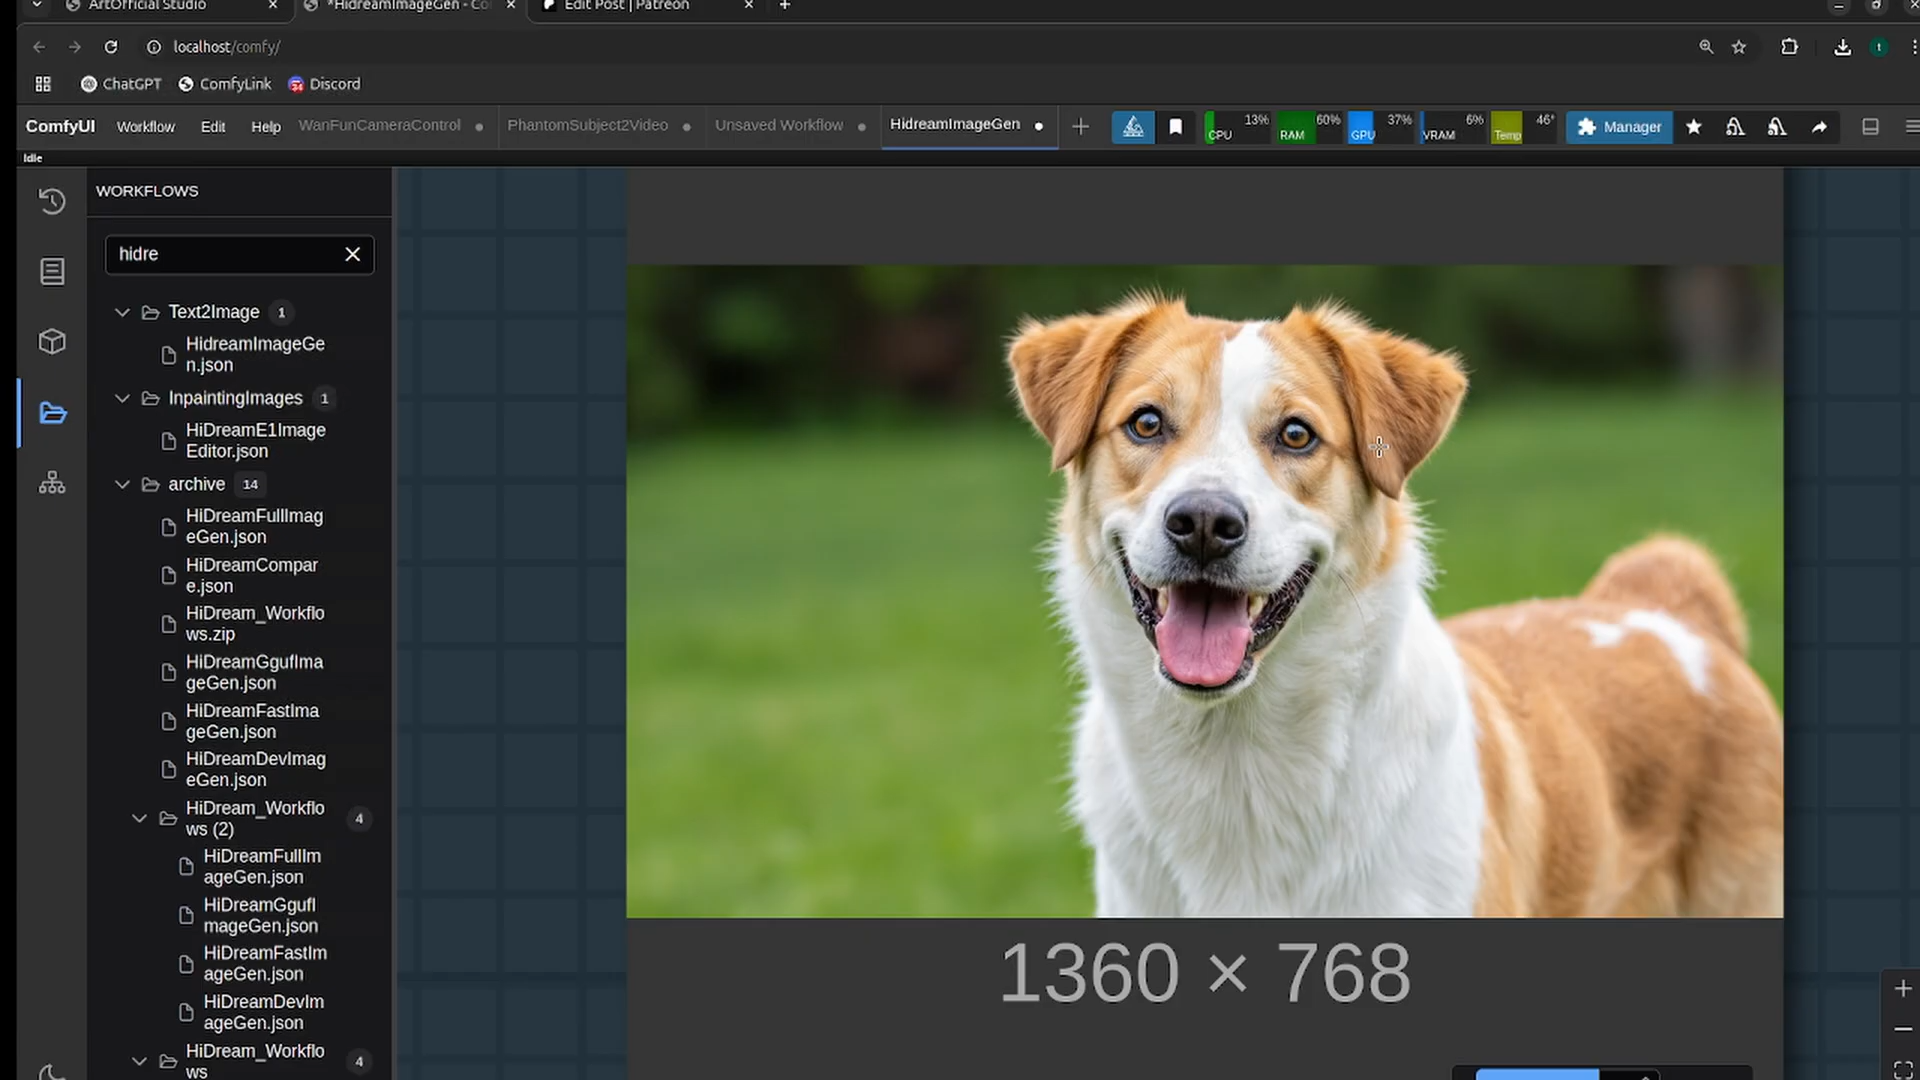 ArtOfficial Studio
*HidreamImageGen - Co
Edit Post | Patreon
localhost/comfy/
t
ChatGPT
ComfyLink
Discord
ComfyUI
Workflow
Edit
Help
WanFunCameraControl
PhantomSubject2Video
Unsaved Workflow
HidreamImageGen
CPU 13%
RAM 60%
GPU 37%
VRAM 6%
Temp 46°
Manager
Idle
WORKFLOWS
hidre
Text2Image 1
HidreamImageGe
n.json
InpaintingImages 1
HiDreamE1Image
Editor.json
archive 14
HiDreamFullImag
eGen.json
HiDreamCompar
e.json
HiDream_Workflo
ws.zip
HiDreamGgufIma
geGen.json
HiDreamFastIma
geGen.json
HiDreamDevImag
eGen.json
HiDream_Workflo
ws (2) 4
HiDreamFullIm
ageGen.json
HiDreamGgufI
mageGen.json
HiDreamFastIm
ageGen.json
HiDreamDevIm
ageGen.json
HiDream_Workflo
ws 4
1360 × 768